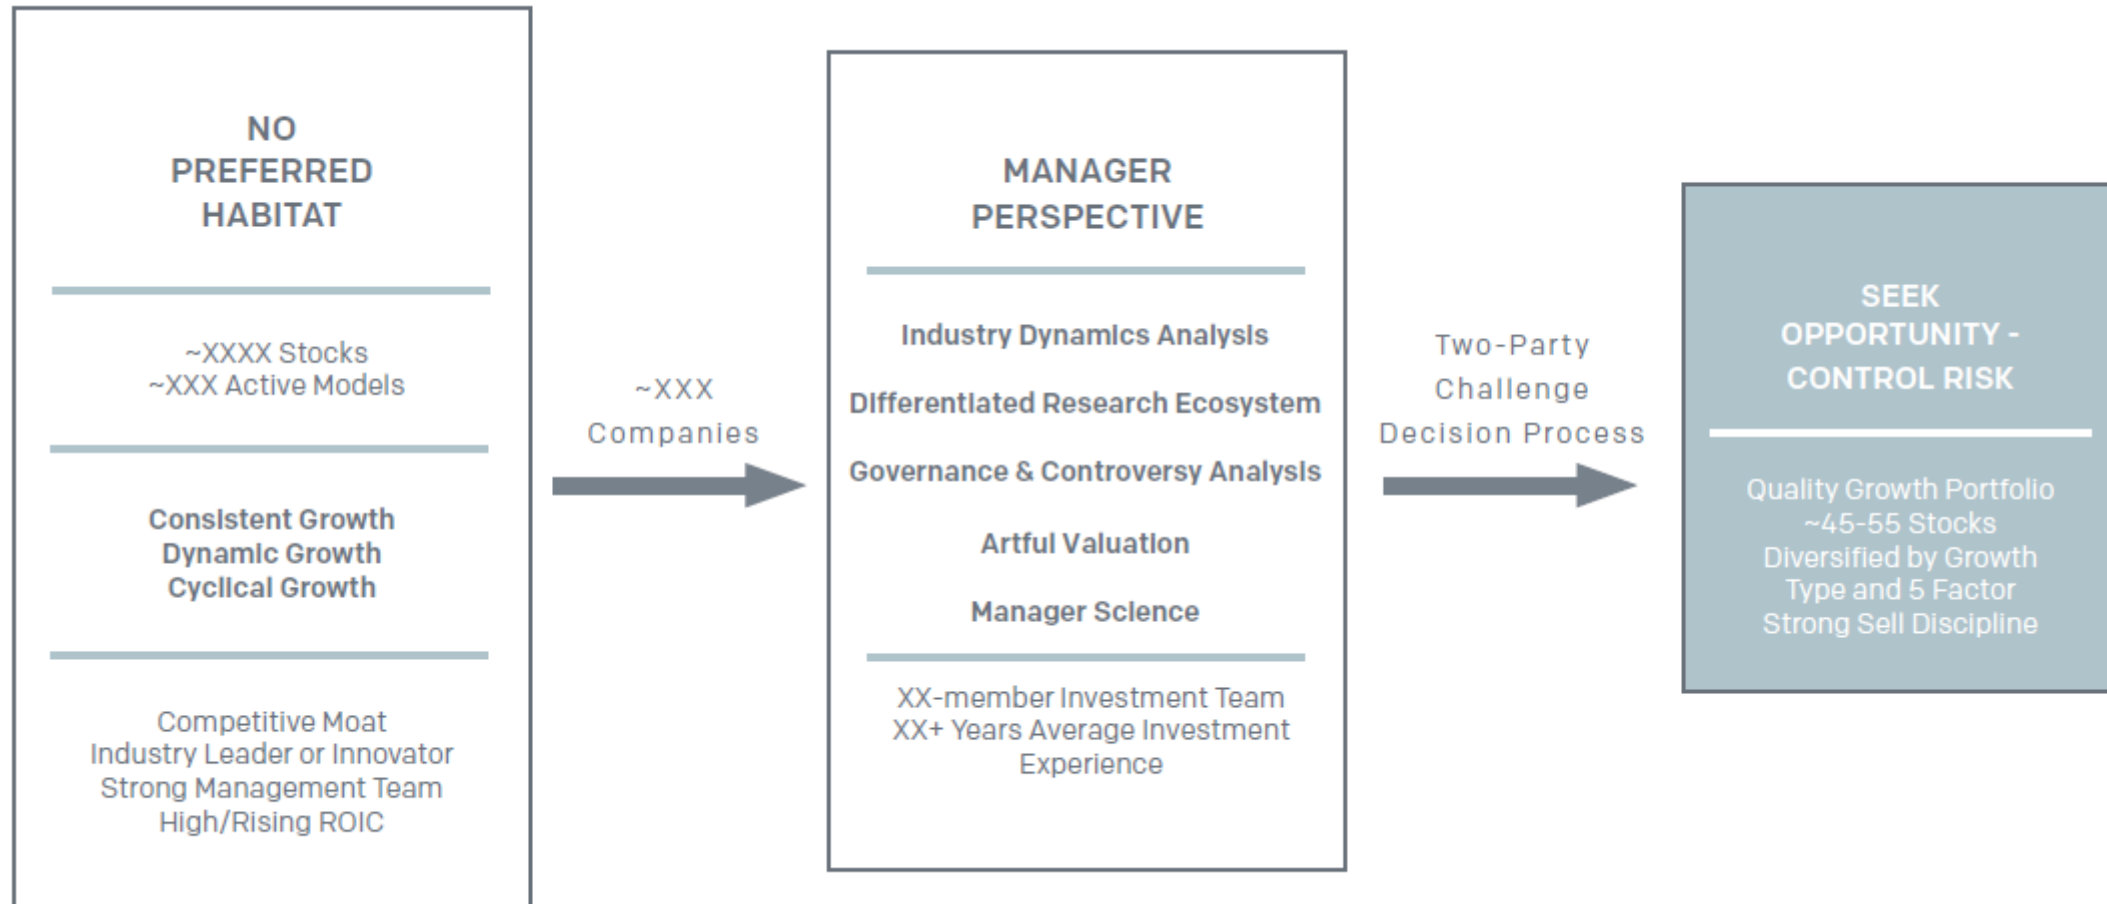 NO
PREFERRED
HABITAT
~XXXX Stocks
~XXX Active Models
Consistent Growth
Dynamic Growth
Cyclical Growth
Competitive Moat
Industry Leader or Innovator
Strong Management Team
High/Rising ROIC
~XXX
Companies
MANAGER
PERSPECTIVE
Industry Dynamics Analysis
Differentiated Research Ecosystem
Governance & Controversy Analysis
Artful Valuation
Manager Science
XX-member Investment Team
XX+ Years Average Investment
Experience
Two-Party
Challenge
Decision Process
SEEK
OPPORTUNITY -
CONTROL RISK
Quality Growth Portfolio
~45-55 Stocks
Diversified by Growth
Type and 5 Factor
Strong Sell Discipline